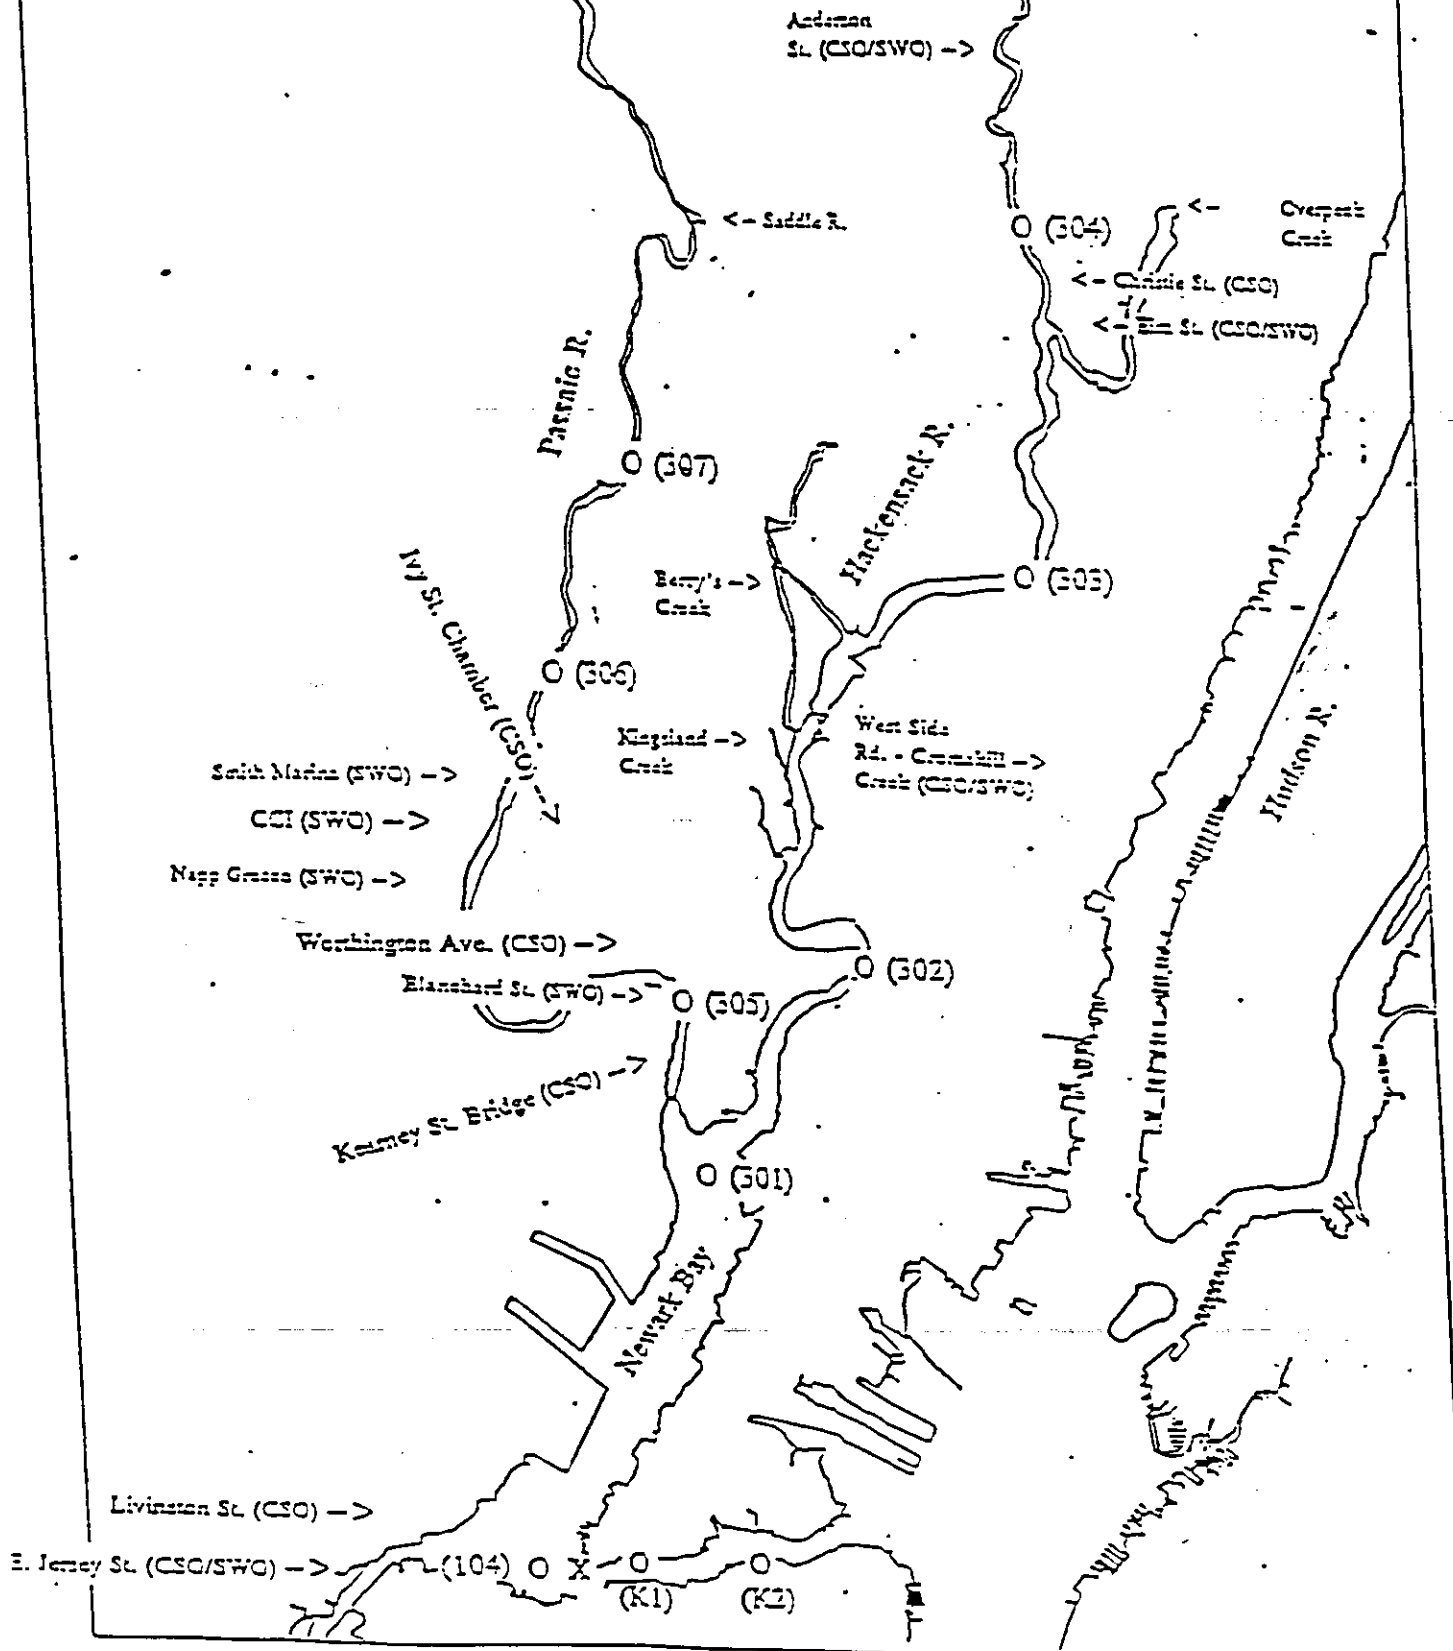 Anderson
St. (CSO/SWO) –>
<– Saddle R.
O (304)
<– Overpeck
Creek
<– Christie St. (CSO)
<– Elm St. (CSO/SWO)
Passaic R.
O (307)
Hackensack R.
Ivy St. Chamber (CSO) -->
Berry's –>
Creek
O (303)
O (306)
Kingsland –>
Creek
West Side
Rd. - Cromakill –>
Creek (CSO/SWO)
Hudson R.
Smith Marina (SWO) –>
CCI (SWO) –>
Napp Grecco (SWO) –>
Worthington Ave. (CSO) –>
O (302)
Blanchard St. (SWO) –>
O (305)
Kearney St. Bridge (CSO) –>
O (301)
Newark Bay
Livinston St. (CSO) –>
E. Jersey St. (CSO/SWO) –>
(104) O X O O
(K1) (K2)